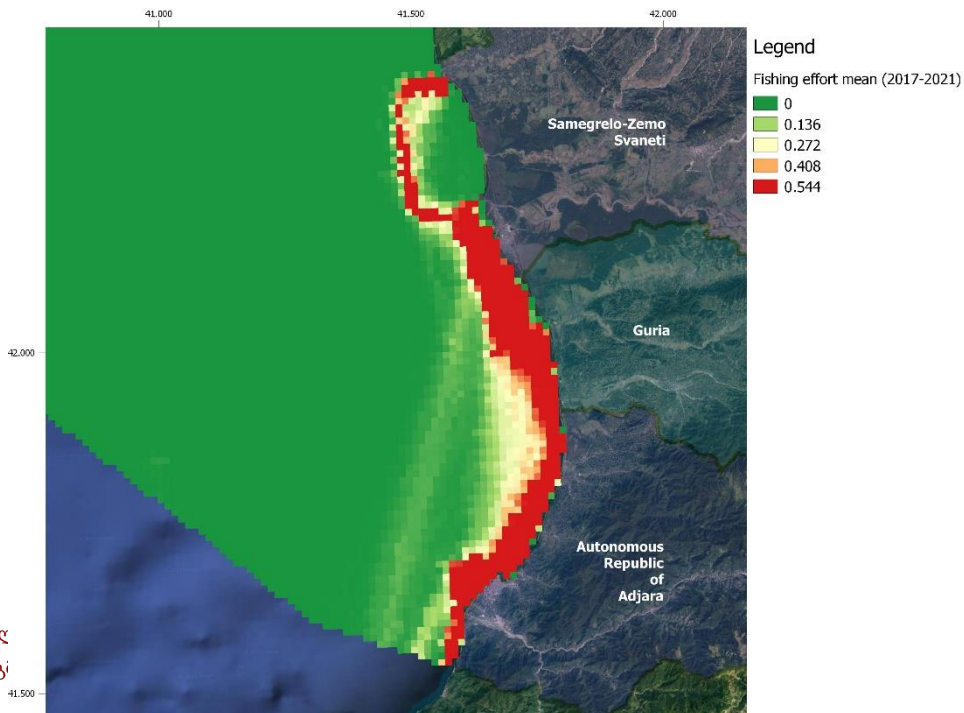 41.000
41.500
42.000
Legend
Fishing effort mean (2017-2021)
0
0.136
0.272
0.408
0.544
Samegrelo-Zemo
Svaneti
Guria
42.000
Autonomous
Republic
of
Adjara
41.500